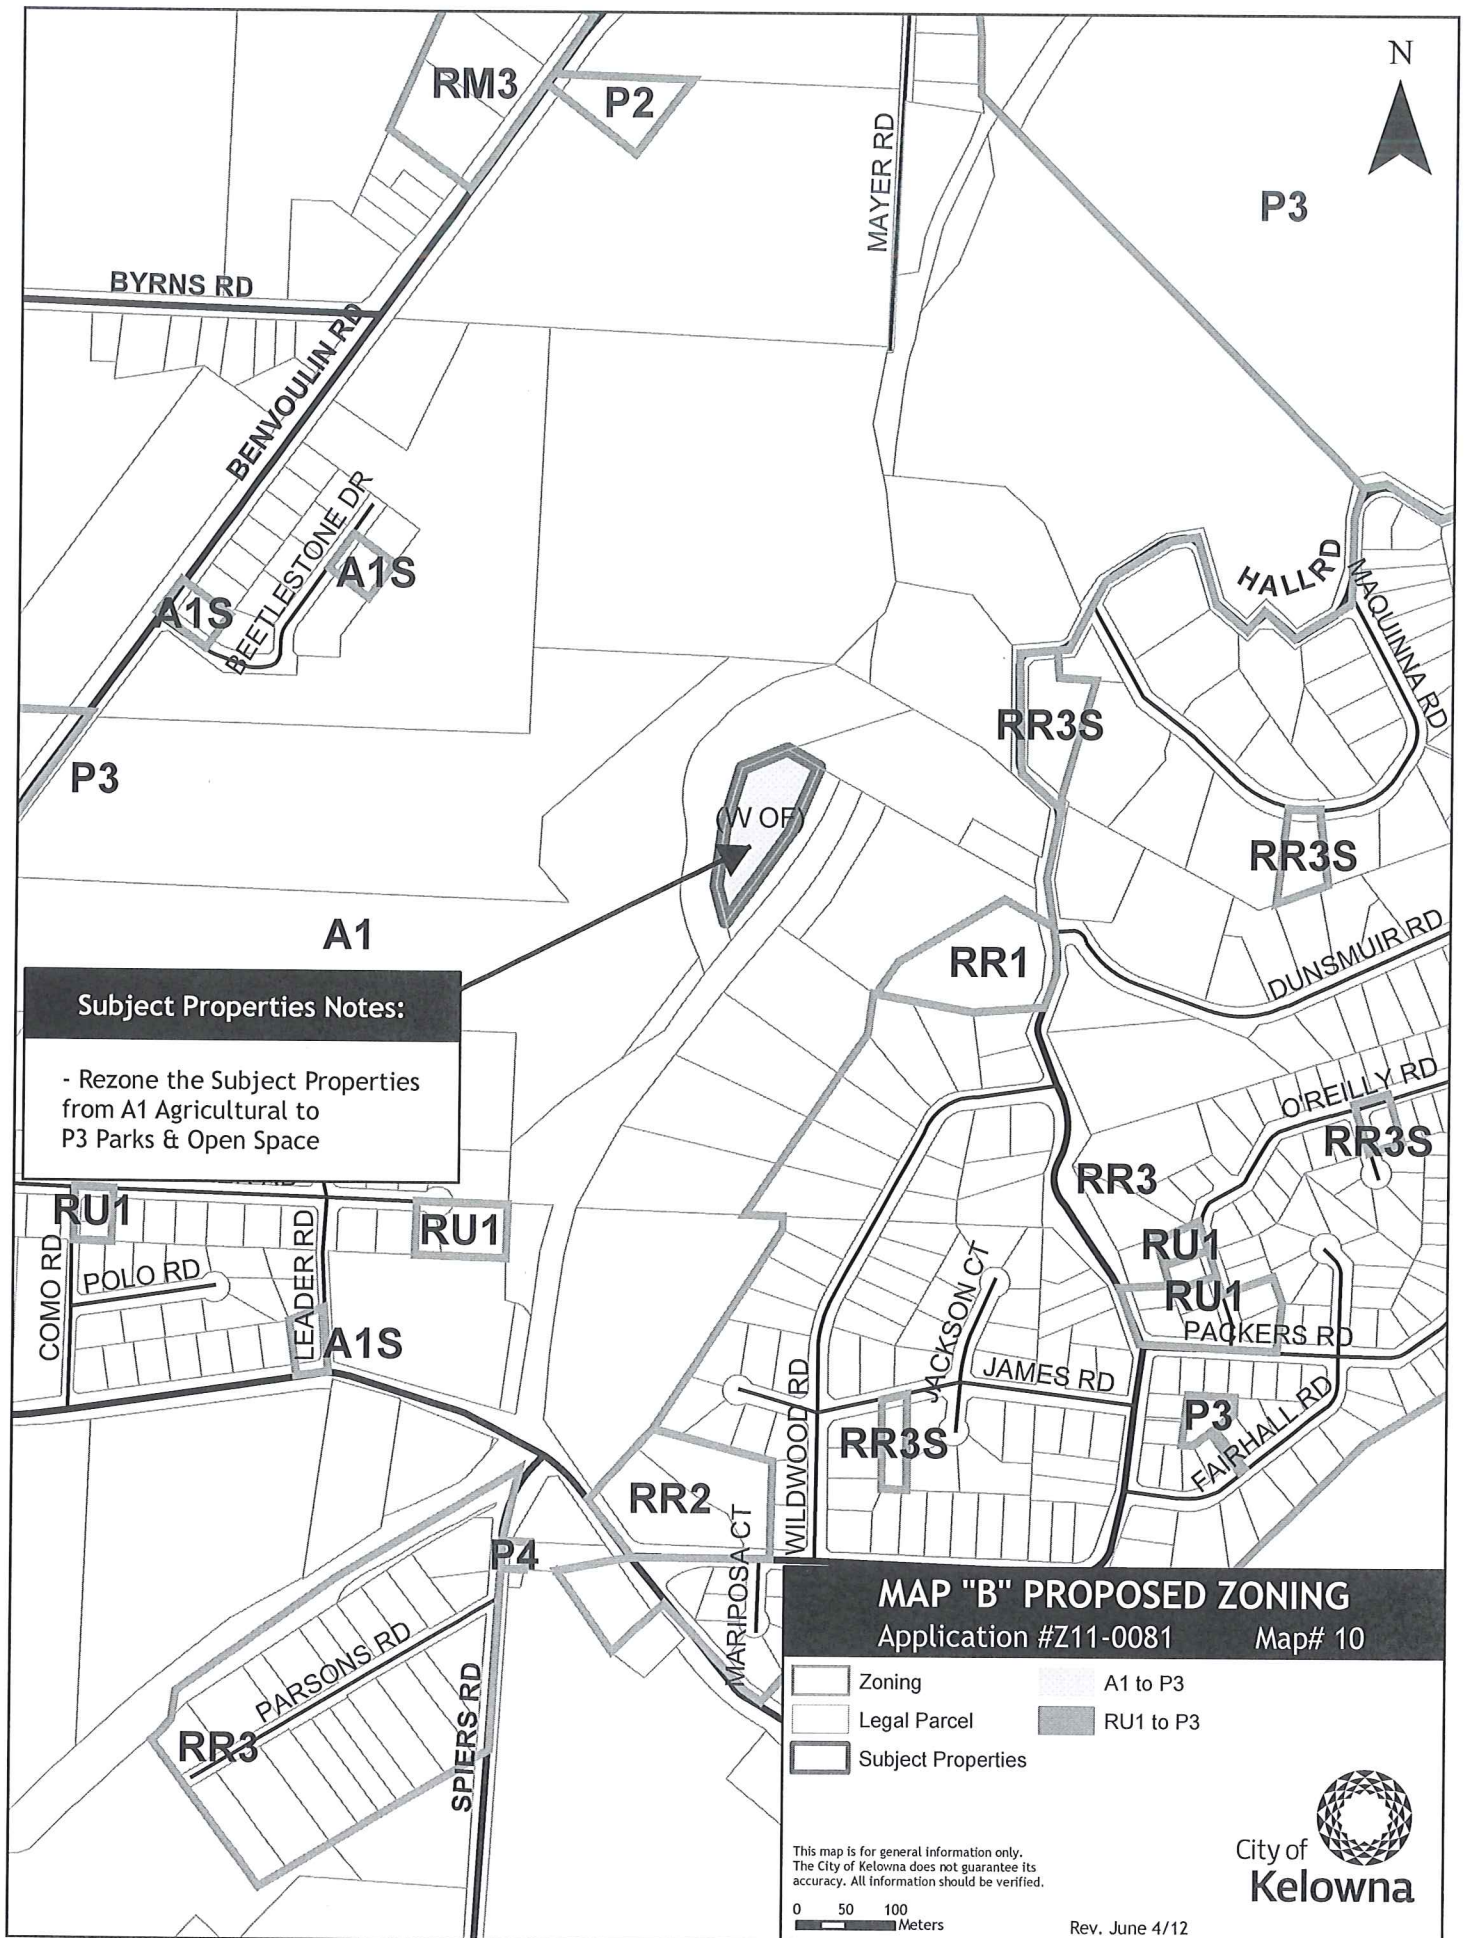 RM3
P2
N
MAYER RD
P3
BYRNS RD
BENVOULIN RD
BEETLESTONE DR
A1S
A1S
HALL RD
MAQUINNA RD
RR3S
P3
(W OF)
RR3S
A1
RR1
DUNSMUIR RD
Subject Properties Notes:
- Rezone the Subject Properties
from A1 Agricultural to
P3 Parks & Open Space
O'REILLY RD
RR3S
RR3
RU1
RU1
RU1
RU1
COMO RD
POLO RD
LEADER RD
A1S
JACKSON CT
PACKERS RD
JAMES RD
WILDWOOD RD
RR3S
P3
FAIRHALL RD
RR2
P4
MARIPOSA CT
PARSONS RD
SPIERS RD
RR3
MAP "B" PROPOSED ZONING
Application #Z11-0081 Map# 10
Zoning
A1 to P3
Legal Parcel
RU1 to P3
Subject Properties
This map is for general information only.
The City of Kelowna does not guarantee its
accuracy. All information should be verified.
0 50 100
Meters
Rev. June 4/12
City of
Kelowna